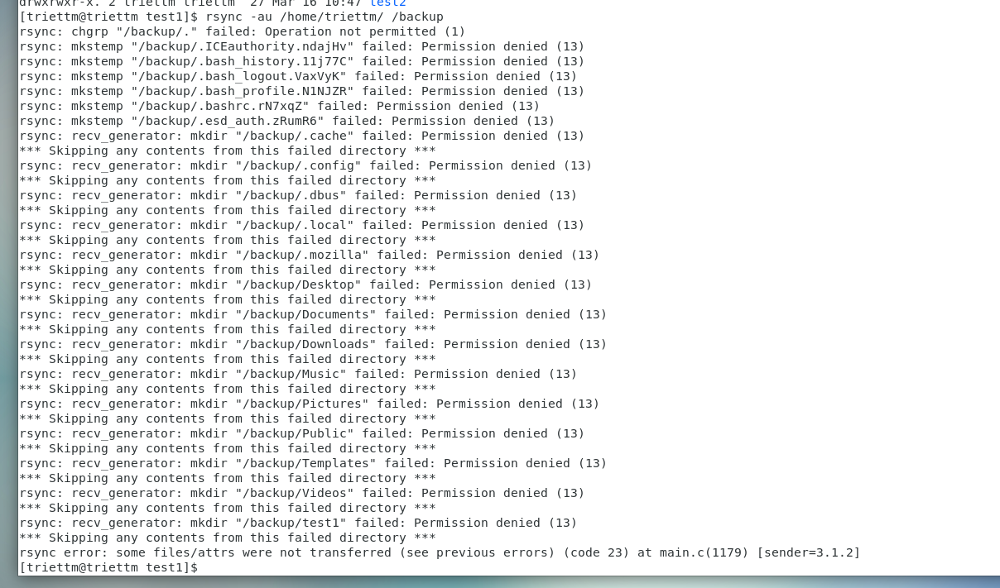 drwxrwxr-x. 2 triettm triettm  27 Mar 16 10:47 test2
[triettm@triettm test1]$ rsync -au /home/triettm/ /backup
rsync: chgrp "/backup/." failed: Operation not permitted (1)
rsync: mkstemp "/backup/.ICEauthority.ndajHv" failed: Permission denied (13)
rsync: mkstemp "/backup/.bash_history.11j77C" failed: Permission denied (13)
rsync: mkstemp "/backup/.bash_logout.VaxVyK" failed: Permission denied (13)
rsync: mkstemp "/backup/.bash_profile.N1NJZR" failed: Permission denied (13)
rsync: mkstemp "/backup/.bashrc.rN7xqZ" failed: Permission denied (13)
rsync: mkstemp "/backup/.esd_auth.zRumR6" failed: Permission denied (13)
rsync: recv_generator: mkdir "/backup/.cache" failed: Permission denied (13)
*** Skipping any contents from this failed directory ***
rsync: recv_generator: mkdir "/backup/.config" failed: Permission denied (13)
*** Skipping any contents from this failed directory ***
rsync: recv_generator: mkdir "/backup/.dbus" failed: Permission denied (13)
*** Skipping any contents from this failed directory ***
rsync: recv_generator: mkdir "/backup/.local" failed: Permission denied (13)
*** Skipping any contents from this failed directory ***
rsync: recv_generator: mkdir "/backup/.mozilla" failed: Permission denied (13)
*** Skipping any contents from this failed directory ***
rsync: recv_generator: mkdir "/backup/Desktop" failed: Permission denied (13)
*** Skipping any contents from this failed directory ***
rsync: recv_generator: mkdir "/backup/Documents" failed: Permission denied (13)
*** Skipping any contents from this failed directory ***
rsync: recv_generator: mkdir "/backup/Downloads" failed: Permission denied (13)
*** Skipping any contents from this failed directory ***
rsync: recv_generator: mkdir "/backup/Music" failed: Permission denied (13)
*** Skipping any contents from this failed directory ***
rsync: recv_generator: mkdir "/backup/Pictures" failed: Permission denied (13)
*** Skipping any contents from this failed directory ***
rsync: recv_generator: mkdir "/backup/Public" failed: Permission denied (13)
*** Skipping any contents from this failed directory ***
rsync: recv_generator: mkdir "/backup/Templates" failed: Permission denied (13)
*** Skipping any contents from this failed directory ***
rsync: recv_generator: mkdir "/backup/Videos" failed: Permission denied (13)
*** Skipping any contents from this failed directory ***
rsync: recv_generator: mkdir "/backup/test1" failed: Permission denied (13)
*** Skipping any contents from this failed directory ***
rsync error: some files/attrs were not transferred (see previous errors) (code 23) at main.c(1179) [sender=3.1.2]
[triettm@triettm test1]$